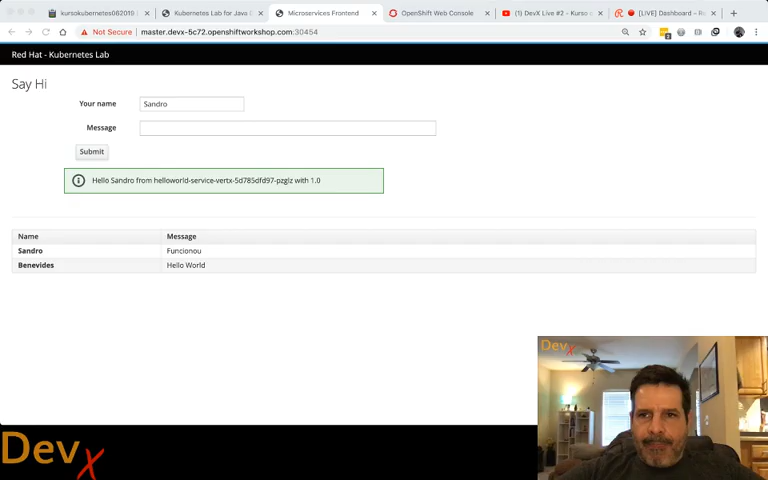 kursokubernetes062019
Kubernetes Lab for Java
Microservices Frontend
OpenShift Web Console
(1) DevX Live #2 - Kurso
[LIVE] Dashboard
Not Secure
master.devx-5c72.openshiftworkshop.com:30454
Red Hat - Kubernetes Lab
Say Hi
Your name
Sandro
Message
Submit
Hello Sandro from helloworld-service-vertx-5d785dfd97-pzglz with 1.0
Name Message
Sandro Funcionou
Benevides Hello World
Devx
Devx